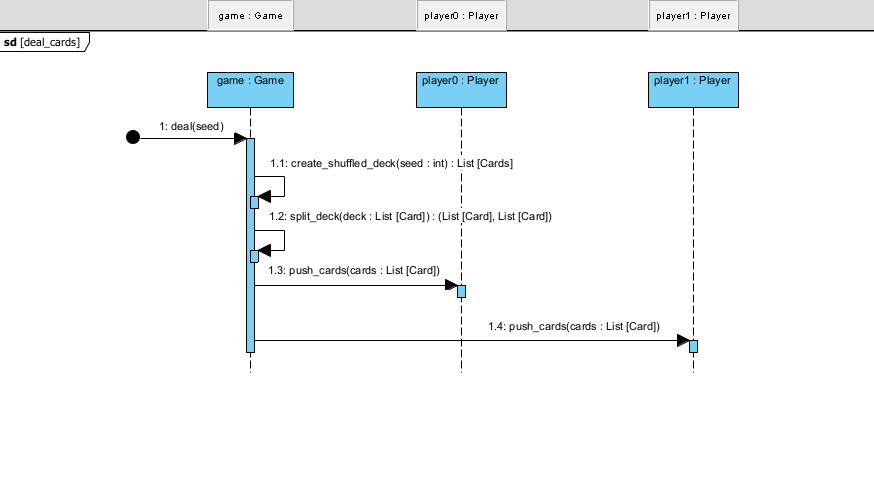 game : Game
player0 : Player
player1 : Player
sd [deal_cards]
game : Game
player0 : Player
player1 : Player
1: deal(seed)
1.1: create_shuffled_deck(seed : int) : List [Cards]
1.2: split_deck(deck : List [Card]) : (List [Card], List [Card])
1.3: push_cards(cards : List [Card])
1.4: push_cards(cards : List [Card])